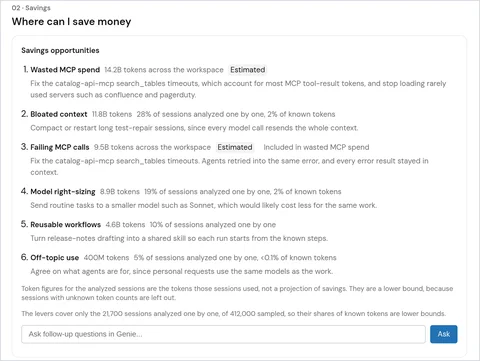 02 · Savings
Where can I save money
Savings opportunities
1. Wasted MCP spend 14.2B tokens across the workspace Estimated
Fix the catalog-api-mcp search_tables timeouts, which account for most MCP tool-result tokens, and stop loading rarely
used servers such as confluence and pagerduty.
2. Bloated context 11.8B tokens 28% of sessions analyzed one by one, 2% of known tokens
Compact or restart long test-repair sessions, since every model call resends the whole context.
3. Failing MCP calls 9.5B tokens across the workspace Estimated included in wasted MCP spend
Fix the catalog-api-mcp search_tables timeouts. Agents retried into the same error, and every error result stayed in
context.
4. Model right-sizing 8.9B tokens 19% of sessions analyzed one by one, 2% of known tokens
Send routine tasks to a smaller model such as Sonnet, which would likely cost less for the same work.
5. Reusable workflows 4.6B tokens 10% of sessions analyzed one by one
Turn release-notes drafting into a shared skill so each run starts from the known steps.
6. Off-topic use 400M tokens 5% of sessions analyzed one by one, <0.1% of known tokens
Agree on what agents are for, since personal requests use the same models as the work.
Token figures for the analyzed sessions are the tokens those sessions used, not a projection of savings. They are a lower bound, because
sessions with unknown token counts are left out.
The levers cover only the 21,700 sessions analyzed one by one, of 412,000 sampled, so their shares of known tokens are lower bounds.
Ask follow-up questions in Genie...
Ask